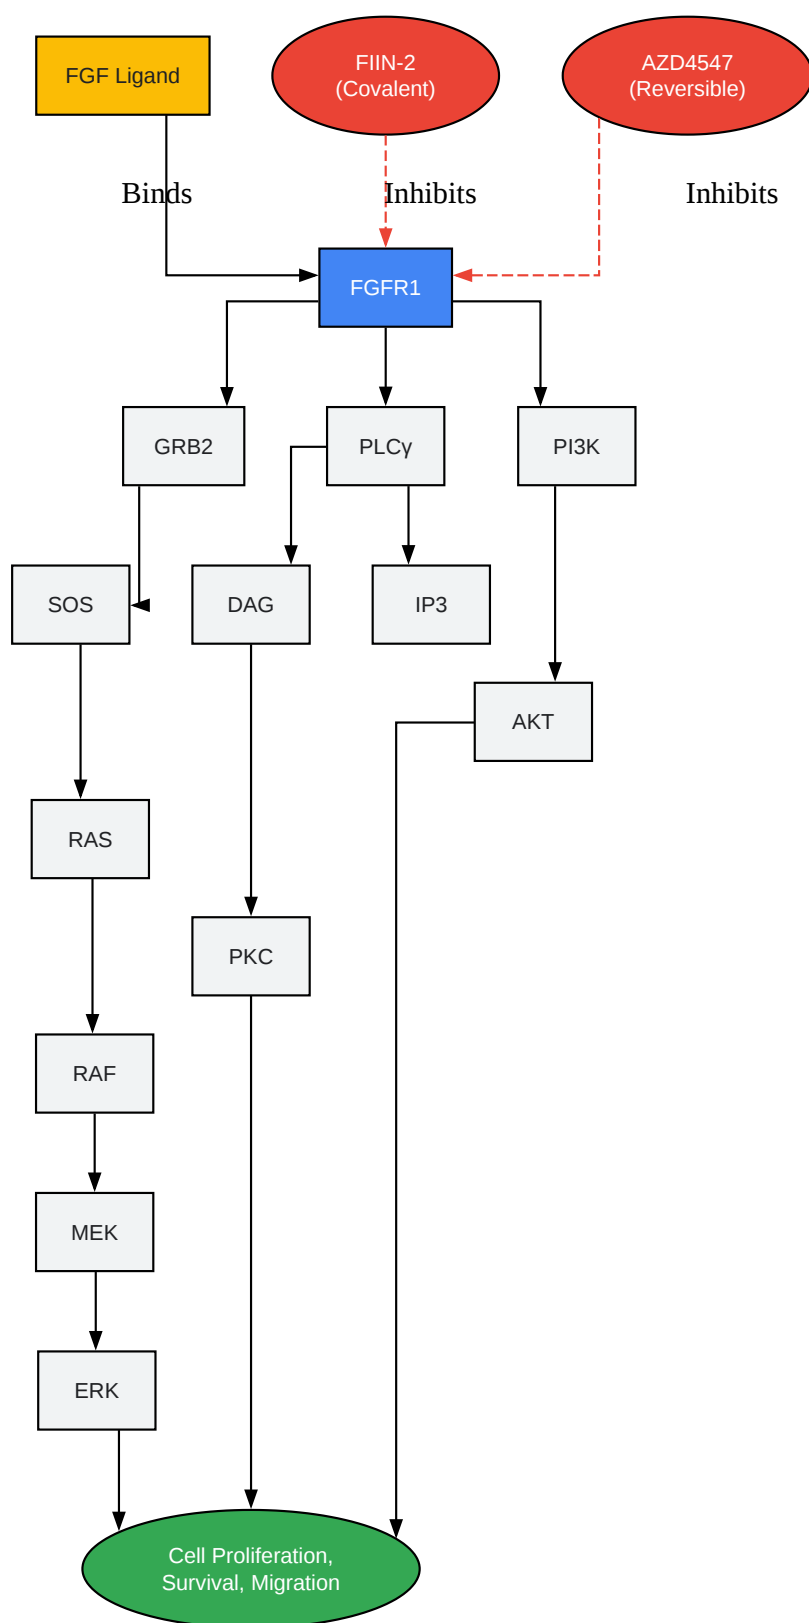 FGF Ligand
FIIN-2
(Covalent)
AZD4547
(Reversible)
Binds
Inhibits
Inhibits
FGFR1
GRB2
PLCγ
PI3K
SOS
DAG
IP3
AKT
RAS
PKC
RAF
MEK
ERK
Cell Proliferation,
Survival, Migration